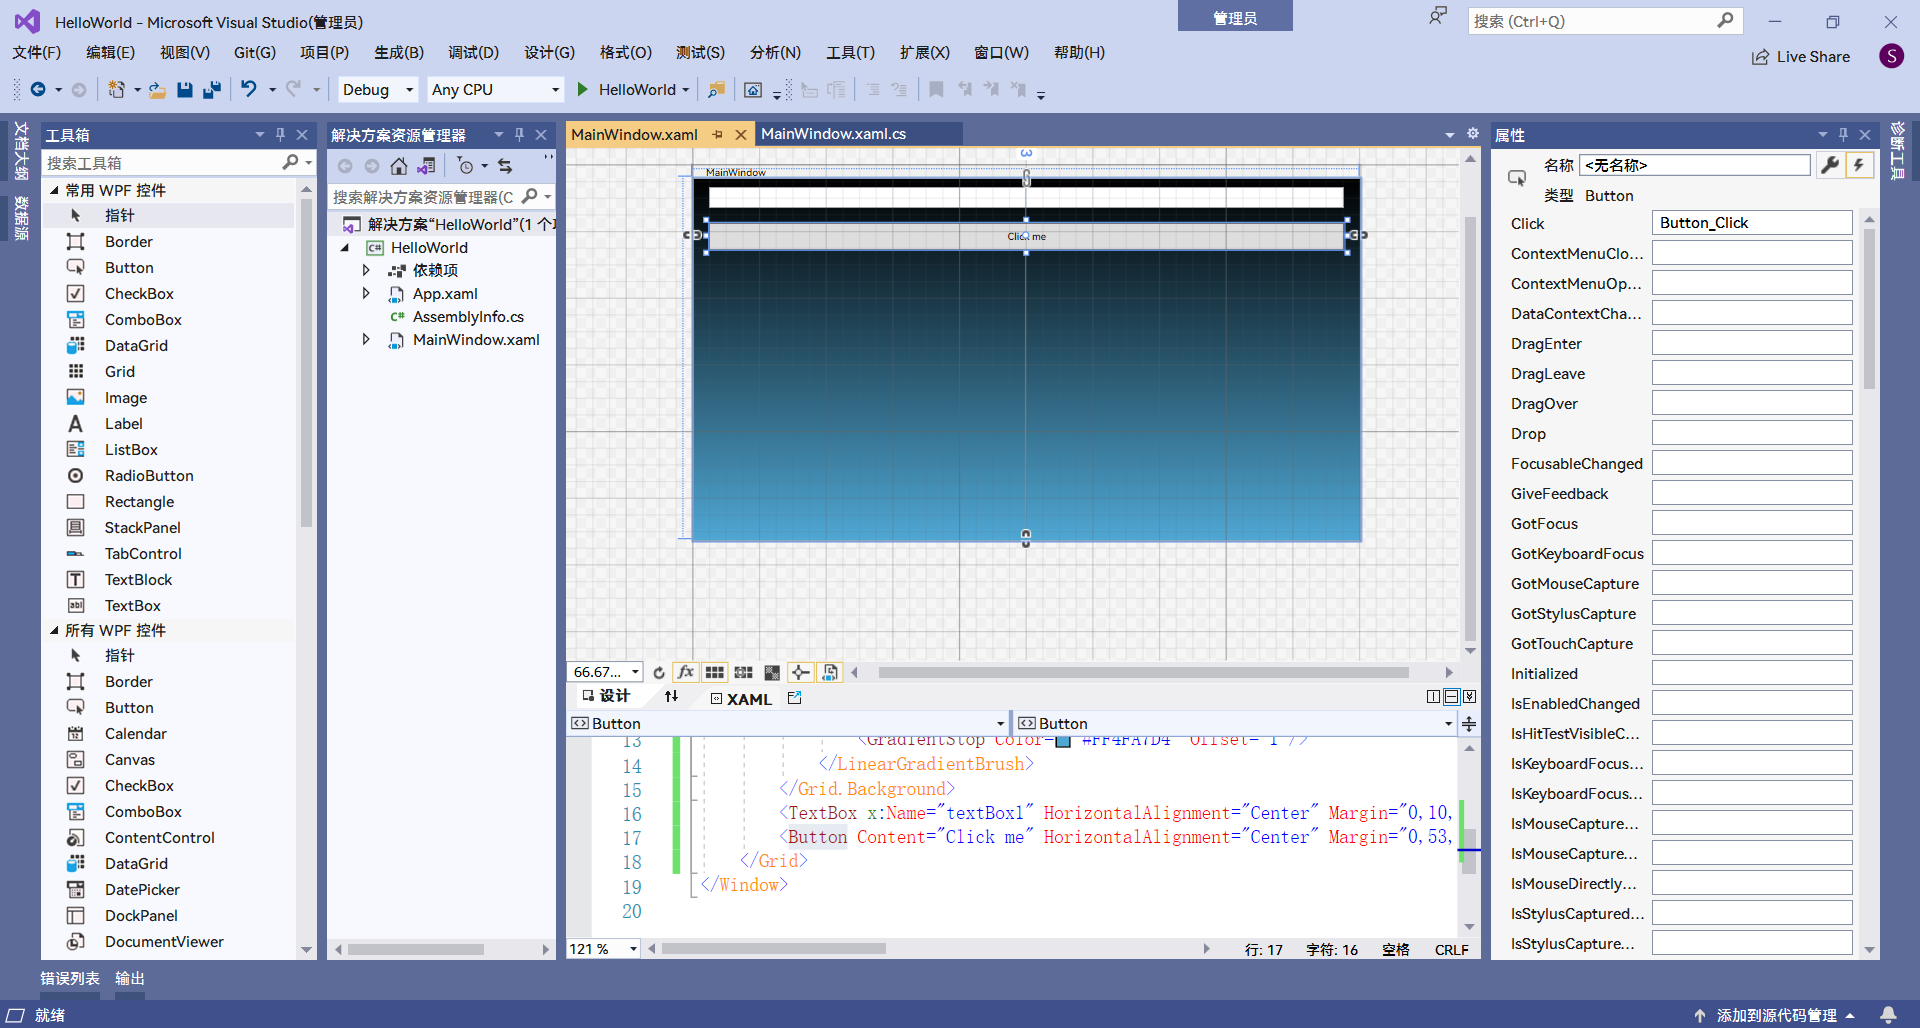 HelloWorld - Microsoft Visual Studio(管理员)
管理员
搜索 (Ctrl+Q)
文件(F) 编辑(E) 视图(V) Git(G) 项目(P) 生成(B) 调试(D) 设计(G) 格式(O) 测试(S) 分析(N) 工具(T) 扩展(X) 窗口(W) 帮助(H)
Live Share
S
Debug
Any CPU
HelloWorld
文档大纲
数据源
工具箱
搜索工具箱
常用 WPF 控件
指针
Border
Button
CheckBox
ComboBox
DataGrid
Grid
Image
Label
ListBox
RadioButton
Rectangle
StackPanel
TabControl
TextBlock
TextBox
所有 WPF 控件
指针
Border
Button
Calendar
Canvas
CheckBox
ComboBox
ContentControl
DataGrid
DatePicker
DockPanel
DocumentViewer
解决方案资源管理器
搜索解决方案资源管理器(C
解决方案“HelloWorld”(1 个
HelloWorld
依赖项
App.xaml
AssemblyInfo.cs
MainWindow.xaml
MainWindow.xaml
MainWindow.xaml.cs
MainWindow
Click me
66.67...
设计
XAML
Button
Button
13 <GradientStop Color= #FF4FA7D4" Offset="1"/>
14 </LinearGradientBrush>
15 </Grid.Background>
16 <TextBox x:Name="textBox1" HorizontalAlignment="Center" Margin="0,10,
17 <Button Content="Click me" HorizontalAlignment="Center" Margin="0,53,
18 </Grid>
19 </Window>
20
121 %
行: 17
字符: 16
空格
CRLF
属性
名称 <无名称>
类型 Button
Click Button_Click
ContextMenuClo...
ContextMenuOp...
DataContextCha...
DragEnter
DragLeave
DragOver
Drop
FocusableChanged
GiveFeedback
GotFocus
GotKeyboardFocus
GotMouseCapture
GotStylusCapture
GotTouchCapture
Initialized
IsEnabledChanged
IsHitTestVisibleC...
IsKeyboardFocus...
IsKeyboardFocus...
IsMouseCapture...
IsMouseCapture...
IsMouseDirectly...
IsStylusCaptured...
IsStylusCapture...
诊断工具
错误列表
输出
就绪
添加到源代码管理